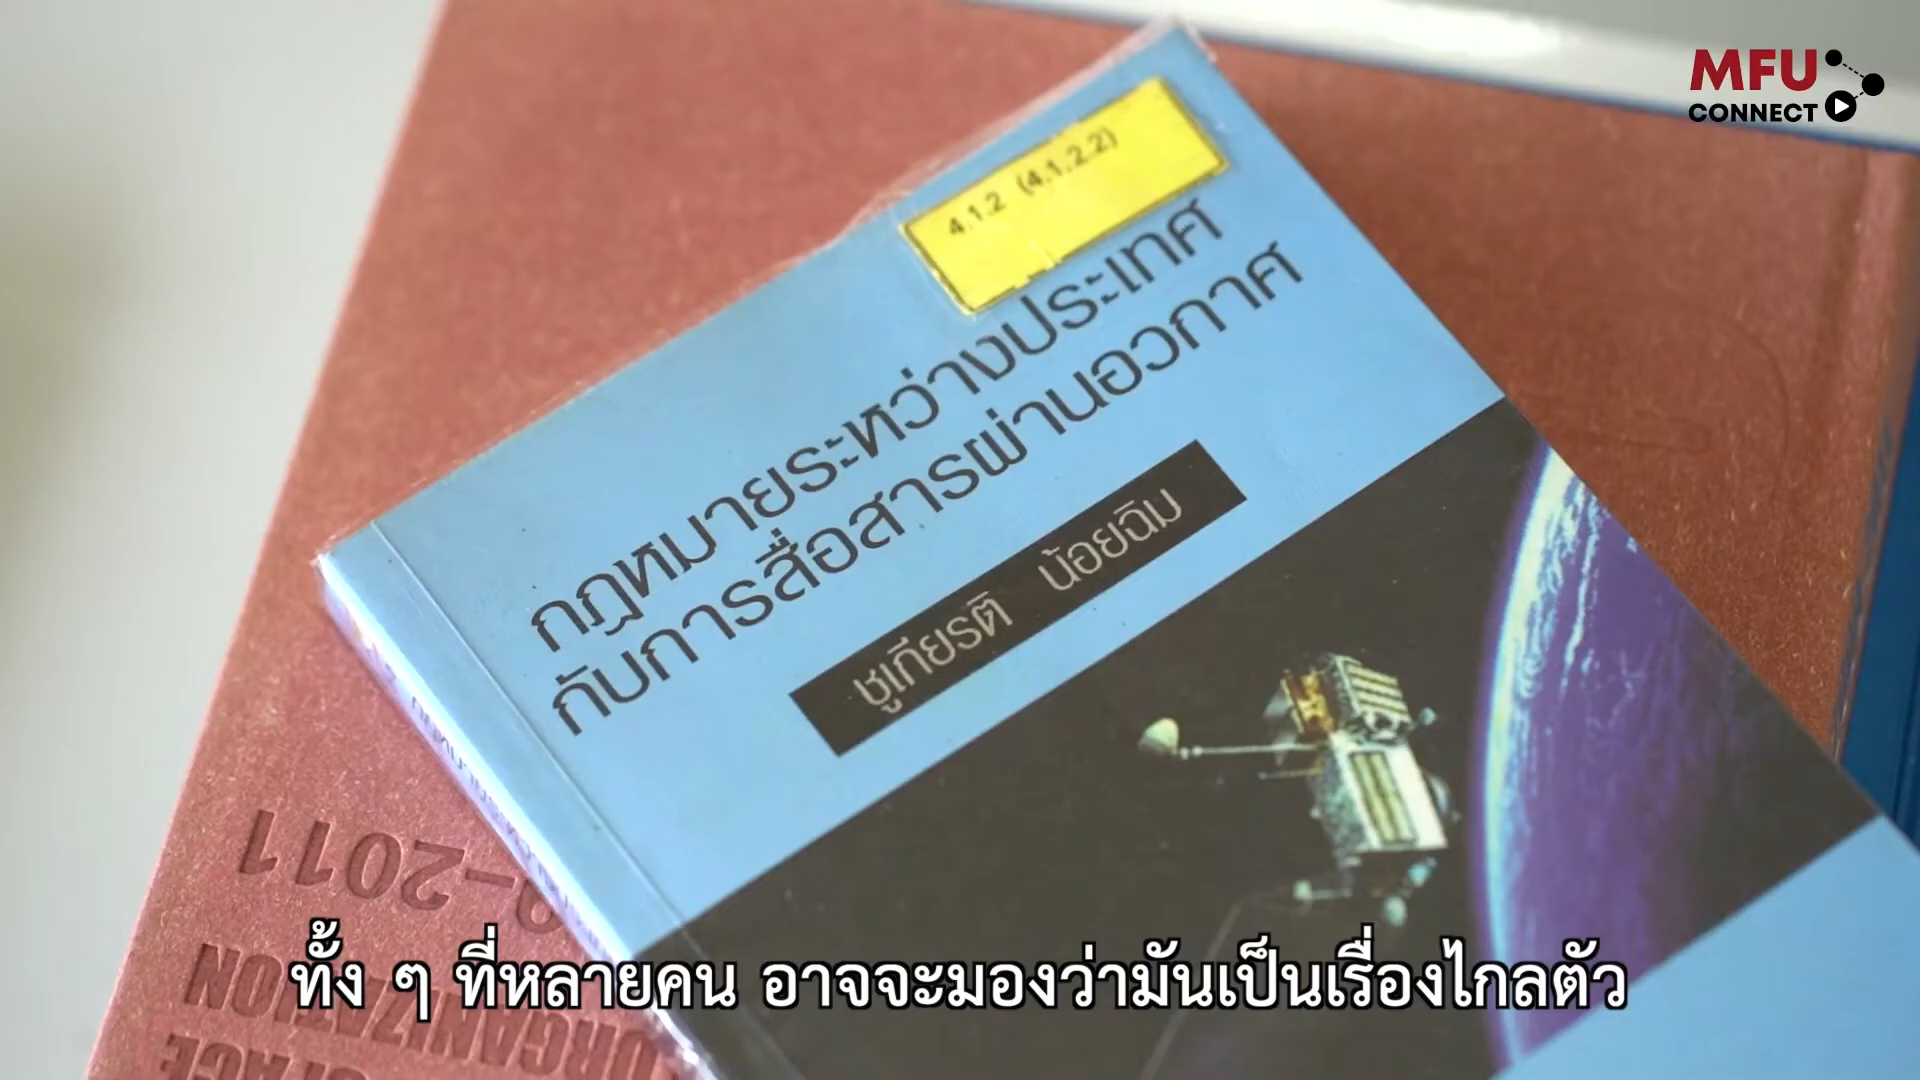 MFU
CONNECT
4.1.2 (4.1.2.2)
กฎหมายระหว่างประเทศ
กับการสื่อสารผ่านอวกาศ
ชูเกียรติ น้อยฉิม
9-2011
ORGANIZATION
SPACE
ทั้ง ๆ ที่หลายคน อาจจะมองว่ามันเป็นเรื่องไกลตัว